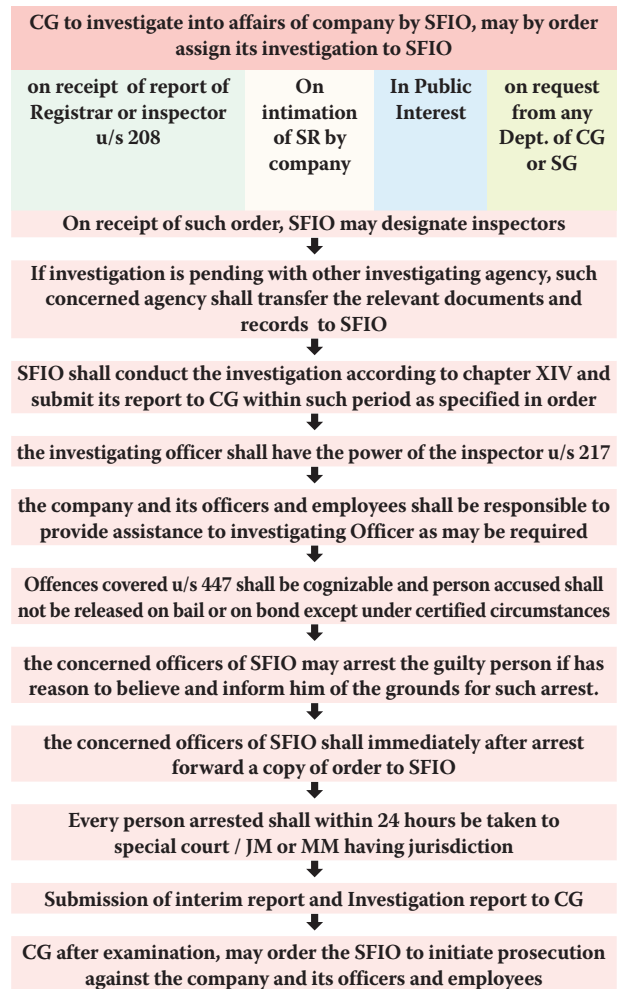 CG to investigate into affairs of company by SFIO, may by order
assign its investigation to SFIO
on receipt of report of
Registrar or inspector
u/s 208
On
intimation
of SR by
company
In Public
Interest
on request
from any
Dept. of CG
or SG
On receipt of such order, SFIO may designate inspectors
If investigation is pending with other investigating agency, such
concerned agency shall transfer the relevant documents and
records to SFIO
SFIO shall conduct the investigation according to chapter XIV and
submit its report to CG within such period as specified in order
the investigating officer shall have the power of the inspector u/s 217
the company and its officers and employees shall be responsible to
provide assistance to investigating Officer as may be required
Offences covered u/s 447 shall be cognizable and person accused shall
not be released on bail or on bond except under certified circumstances
the concerned officers of SFIO may arrest the guilty person if has
reason to believe and inform him of the grounds for such arrest.
the concerned officers of SFIO shall immediately after arrest
forward a copy of order to SFIO
Every person arrested shall within 24 hours be taken to
special court / JM or MM having jurisdiction
Submission of interim report and Investigation report to CG
CG after examination, may order the SFIO to initiate prosecution
against the company and its officers and employees